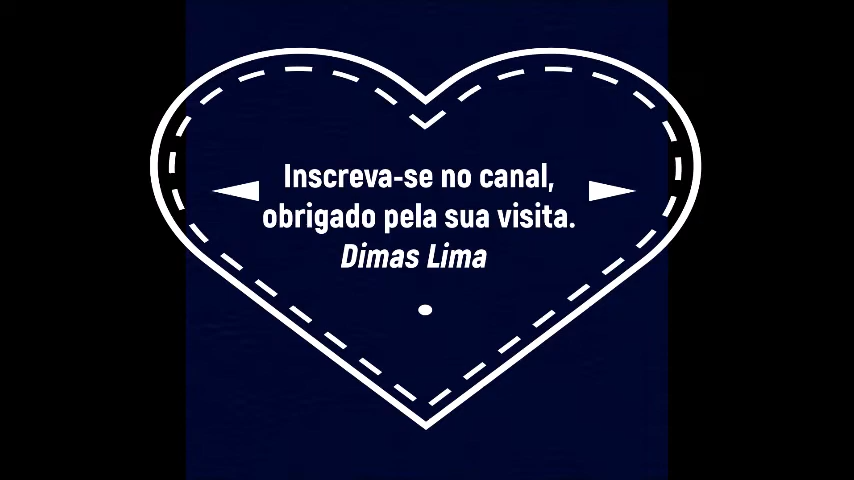 Inscreva-se no canal,
obrigado pela sua visita.
Dimas Lima